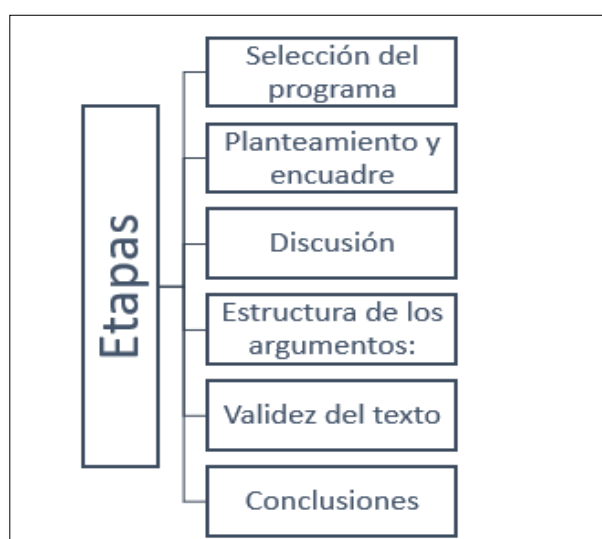 Etapas
Selección del
programa
Planteamiento y
encuadre
Discusión
Estructura de los
argumentos:
Validez del texto
Conclusiones